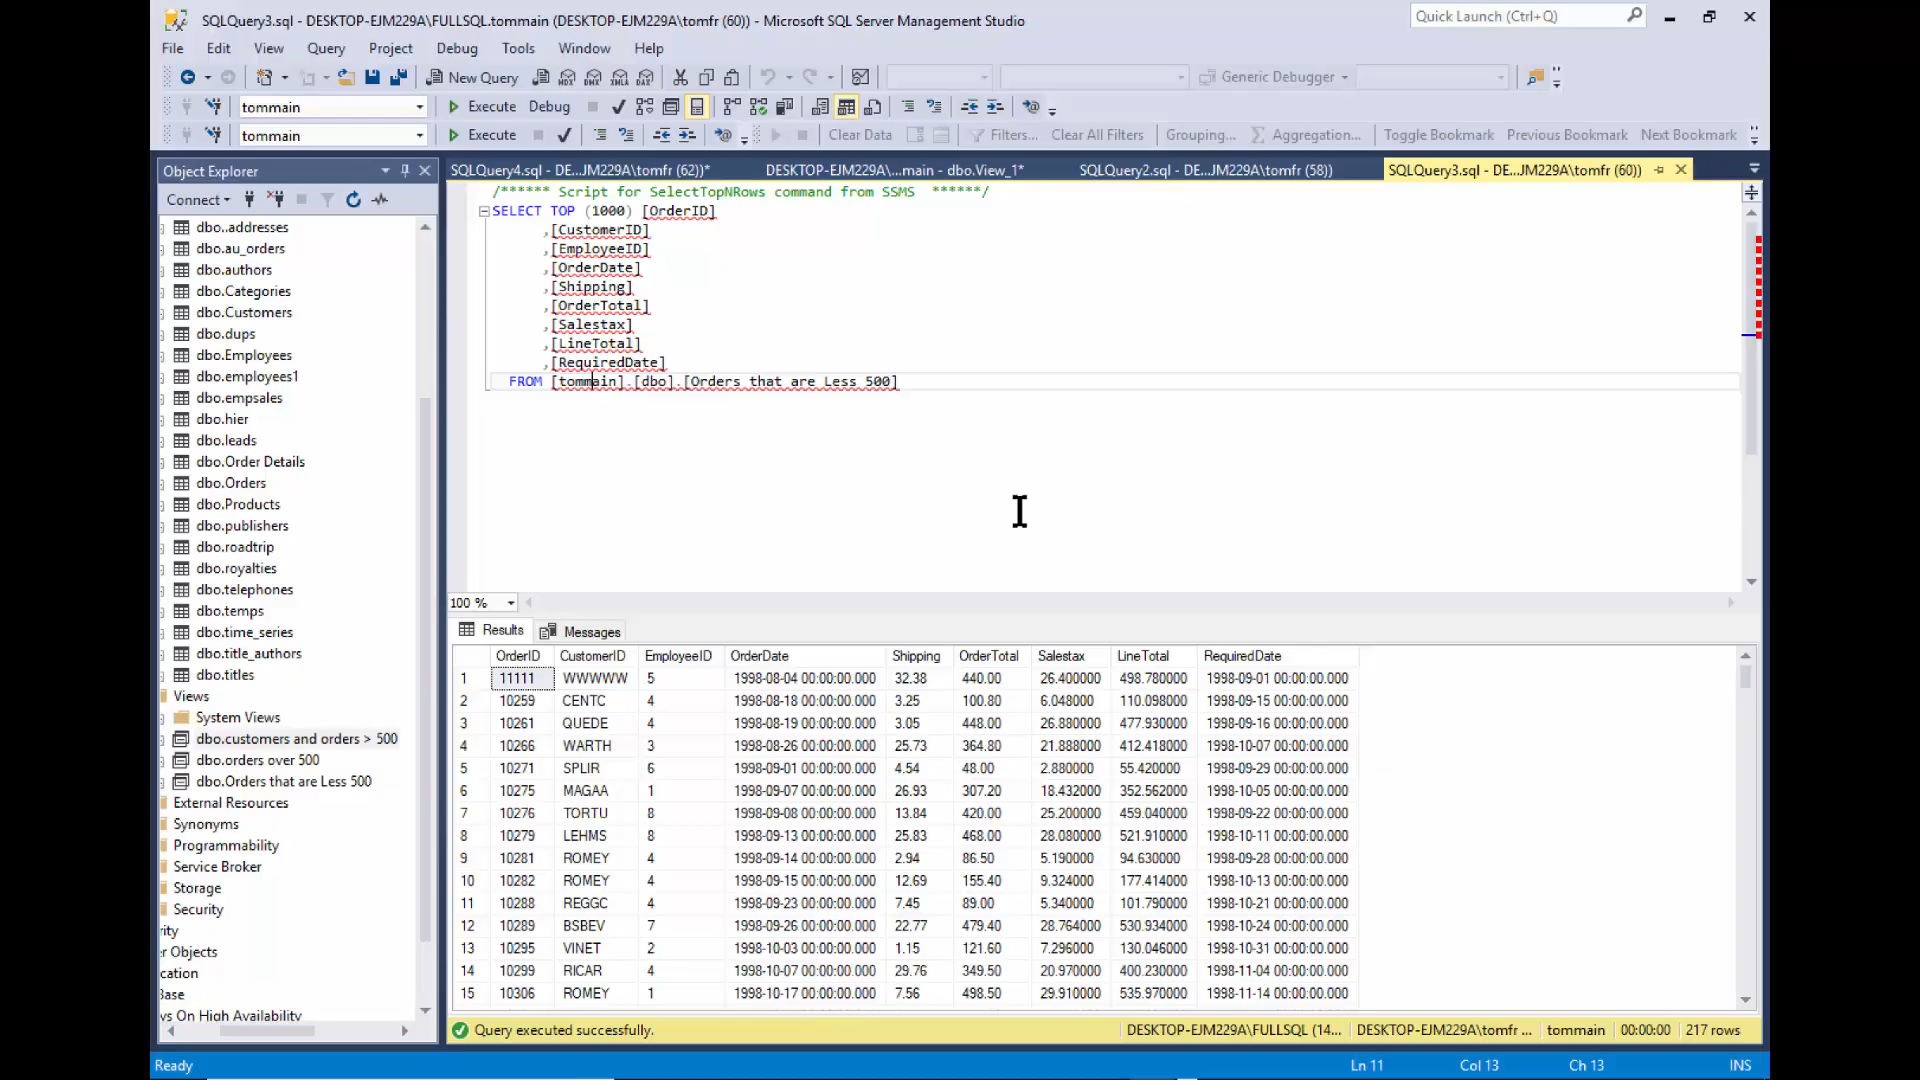 SQLQuery3.sql - DESKTOP-EJM229A\FULLSQL.tommain (DESKTOP-EJM229A\tomfr (60)) - Microsoft SQL Server Management Studio
Quick Launch (Ctrl+Q)
File Edit View Query Project Debug Tools Window Help
New Query MDX DMX XMLA DAX Generic Debugger
tommain Execute Debug
tommain Execute Clear Data Filters... Clear All Filters Grouping... Aggregation... Toggle Bookmark Previous Bookmark Next Bookmark
Object Explorer
Connect
dbo..addresses
dbo.au_orders
dbo.authors
dbo.Categories
dbo.Customers
dbo.dups
dbo.Employees
dbo.employees1
dbo.empsales
dbo.hier
dbo.leads
dbo.Order Details
dbo.Orders
dbo.Products
dbo.publishers
dbo.roadtrip
dbo.royalties
dbo.telephones
dbo.temps
dbo.time_series
dbo.title_authors
dbo.titles
Views
System Views
dbo.customers and orders > 500
dbo.orders over 500
dbo.Orders that are Less 500
External Resources
Synonyms
Programmability
Service Broker
Storage
Security
rity
er Objects
cation
Base
ys On High Availability
SQLQuery4.sql - DE...JM229A\tomfr (62))* DESKTOP-EJM229A\...main - dbo.View_1* SQLQuery2.sql - DE...JM229A\tomfr (58)) SQLQuery3.sql - DE...JM229A\tomfr (60))
/****** Script for SelectTopNRows command from SSMS ******/
SELECT TOP (1000) [OrderID]
,[CustomerID]
,[EmployeeID]
,[OrderDate]
,[Shipping]
,[OrderTotal]
,[Salestax]
,[LineTotal]
,[RequiredDate]
FROM [tommain].[dbo].[Orders that are Less 500]
100 %
Results Messages
OrderID CustomerID EmployeeID OrderDate Shipping OrderTotal Salestax LineTotal RequiredDate
1 11111 WWWWW 5 1998-08-04 00:00:00.000 32.38 440.00 26.400000 498.780000 1998-09-01 00:00:00.000
2 10259 CENTC 4 1998-08-18 00:00:00.000 3.25 100.80 6.048000 110.098000 1998-09-15 00:00:00.000
3 10261 QUEDE 4 1998-08-19 00:00:00.000 3.05 448.00 26.880000 477.930000 1998-09-16 00:00:00.000
4 10266 WARTH 3 1998-08-26 00:00:00.000 25.73 364.80 21.888000 412.418000 1998-10-07 00:00:00.000
5 10271 SPLIR 6 1998-09-01 00:00:00.000 4.54 48.00 2.880000 55.420000 1998-09-29 00:00:00.000
6 10275 MAGAA 1 1998-09-07 00:00:00.000 26.93 307.20 18.432000 352.562000 1998-10-05 00:00:00.000
7 10276 TORTU 8 1998-09-08 00:00:00.000 13.84 420.00 25.200000 459.040000 1998-09-22 00:00:00.000
8 10279 LEHMS 8 1998-09-13 00:00:00.000 25.83 468.00 28.080000 521.910000 1998-10-11 00:00:00.000
9 10281 ROMEY 4 1998-09-14 00:00:00.000 2.94 86.50 5.190000 94.630000 1998-09-28 00:00:00.000
10 10282 ROMEY 4 1998-09-15 00:00:00.000 12.69 155.40 9.324000 177.414000 1998-10-13 00:00:00.000
11 10288 REGGC 4 1998-09-23 00:00:00.000 7.45 89.00 5.340000 101.790000 1998-10-21 00:00:00.000
12 10289 BSBEV 7 1998-09-26 00:00:00.000 22.77 479.40 28.764000 530.934000 1998-10-24 00:00:00.000
13 10295 VINET 2 1998-10-03 00:00:00.000 1.15 121.60 7.296000 130.046000 1998-10-31 00:00:00.000
14 10299 RICAR 4 1998-10-07 00:00:00.000 29.76 349.50 20.970000 400.230000 1998-11-04 00:00:00.000
15 10306 ROMEY 1 1998-10-17 00:00:00.000 7.56 498.50 29.910000 535.970000 1998-11-14 00:00:00.000
Query executed successfully. DESKTOP-EJM229A\FULLSQL (14... DESKTOP-EJM229A\tomfr ... tommain 00:00:00 217 rows
Ready Ln 11 Col 13 Ch 13 INS